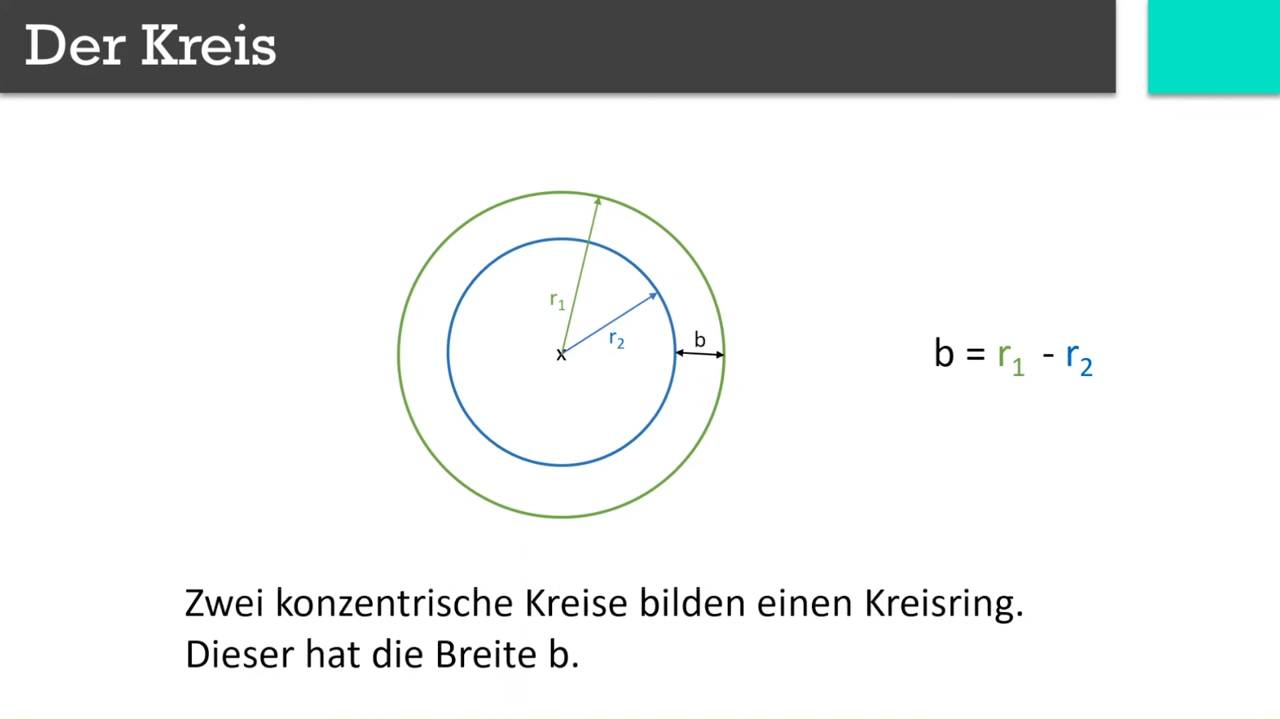 Der Kreis
r₁
r₂
b
x
b = r₁ - r₂
Zwei konzentrische Kreise bilden einen Kreisring.
Dieser hat die Breite b.